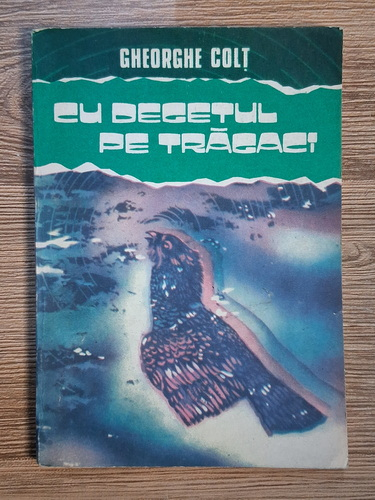 GHEORGHE COLȚ
CU DEGETUL
PE TRĂGACI